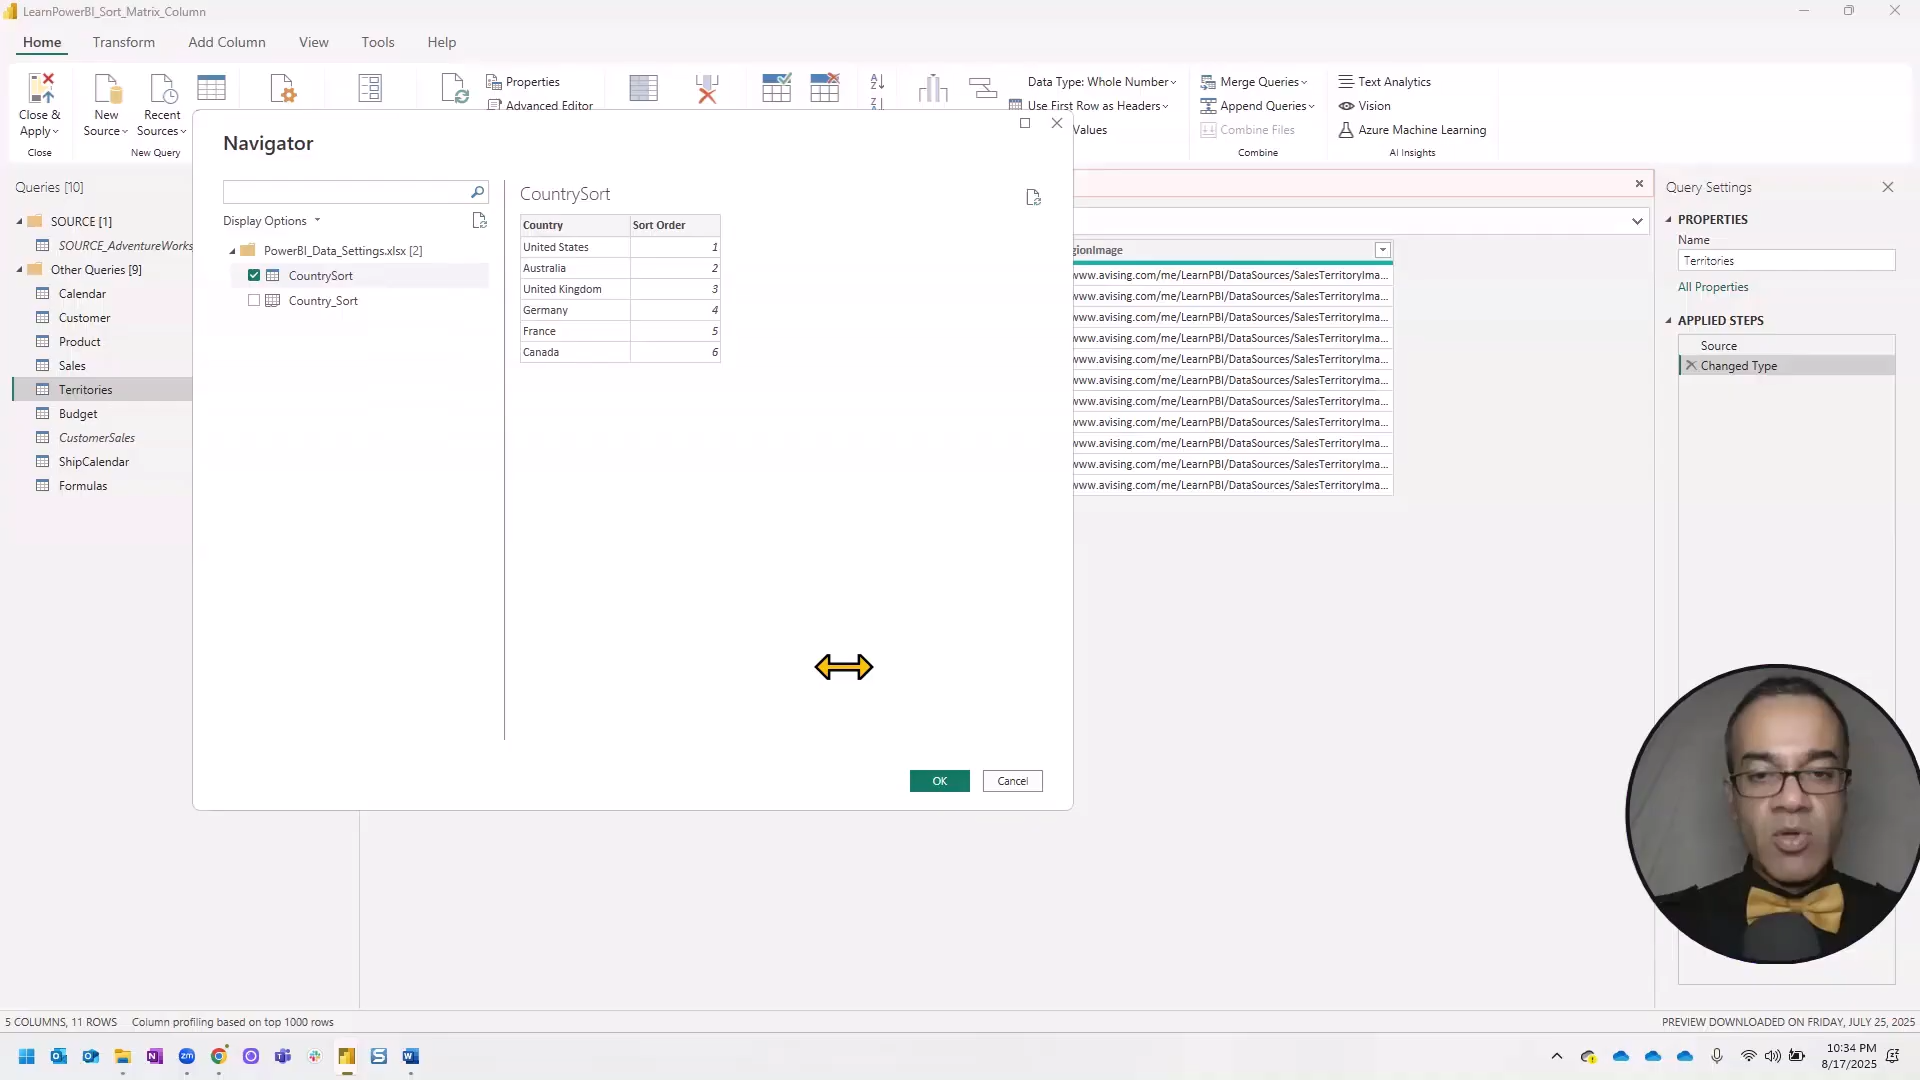 LearnPowerBI_Sort_Matrix_Column
Home Transform Add Column View Tools Help
Close & Apply
New Source
Recent Sources
Properties
Advanced Editor
Data Type: Whole Number
Use First Row as Headers
Values
Merge Queries
Append Queries
Combine Files
Text Analytics
Vision
Azure Machine Learning
Close
New Query
Combine
AI Insights
Queries [10]
SOURCE [1]
SOURCE_AdventureWorks
Other Queries [9]
Calendar
Customer
Product
Sales
Territories
Budget
CustomerSales
ShipCalendar
Formulas
Navigator
Display Options
PowerBI_Data_Settings.xlsx [2]
CountrySort
Country_Sort
CountrySort
Country Sort Order
United States 1
Australia 2
United Kingdom 3
Germany 4
France 5
Canada 6
OK
Cancel
gionImage
www.avising.com/me/LearnPBI/DataSources/SalesTerritoryIma...
www.avising.com/me/LearnPBI/DataSources/SalesTerritoryIma...
www.avising.com/me/LearnPBI/DataSources/SalesTerritoryIma...
www.avising.com/me/LearnPBI/DataSources/SalesTerritoryIma...
www.avising.com/me/LearnPBI/DataSources/SalesTerritoryIma...
www.avising.com/me/LearnPBI/DataSources/SalesTerritoryIma...
www.avising.com/me/LearnPBI/DataSources/SalesTerritoryIma...
www.avising.com/me/LearnPBI/DataSources/SalesTerritoryIma...
www.avising.com/me/LearnPBI/DataSources/SalesTerritoryIma...
www.avising.com/me/LearnPBI/DataSources/SalesTerritoryIma...
www.avising.com/me/LearnPBI/DataSources/SalesTerritoryIma...
Query Settings
PROPERTIES
Name
Territories
All Properties
APPLIED STEPS
Source
Changed Type
5 COLUMNS, 11 ROWS Column profiling based on top 1000 rows
PREVIEW DOWNLOADED ON FRIDAY, JULY 25, 2025
10:34 PM
8/17/2025